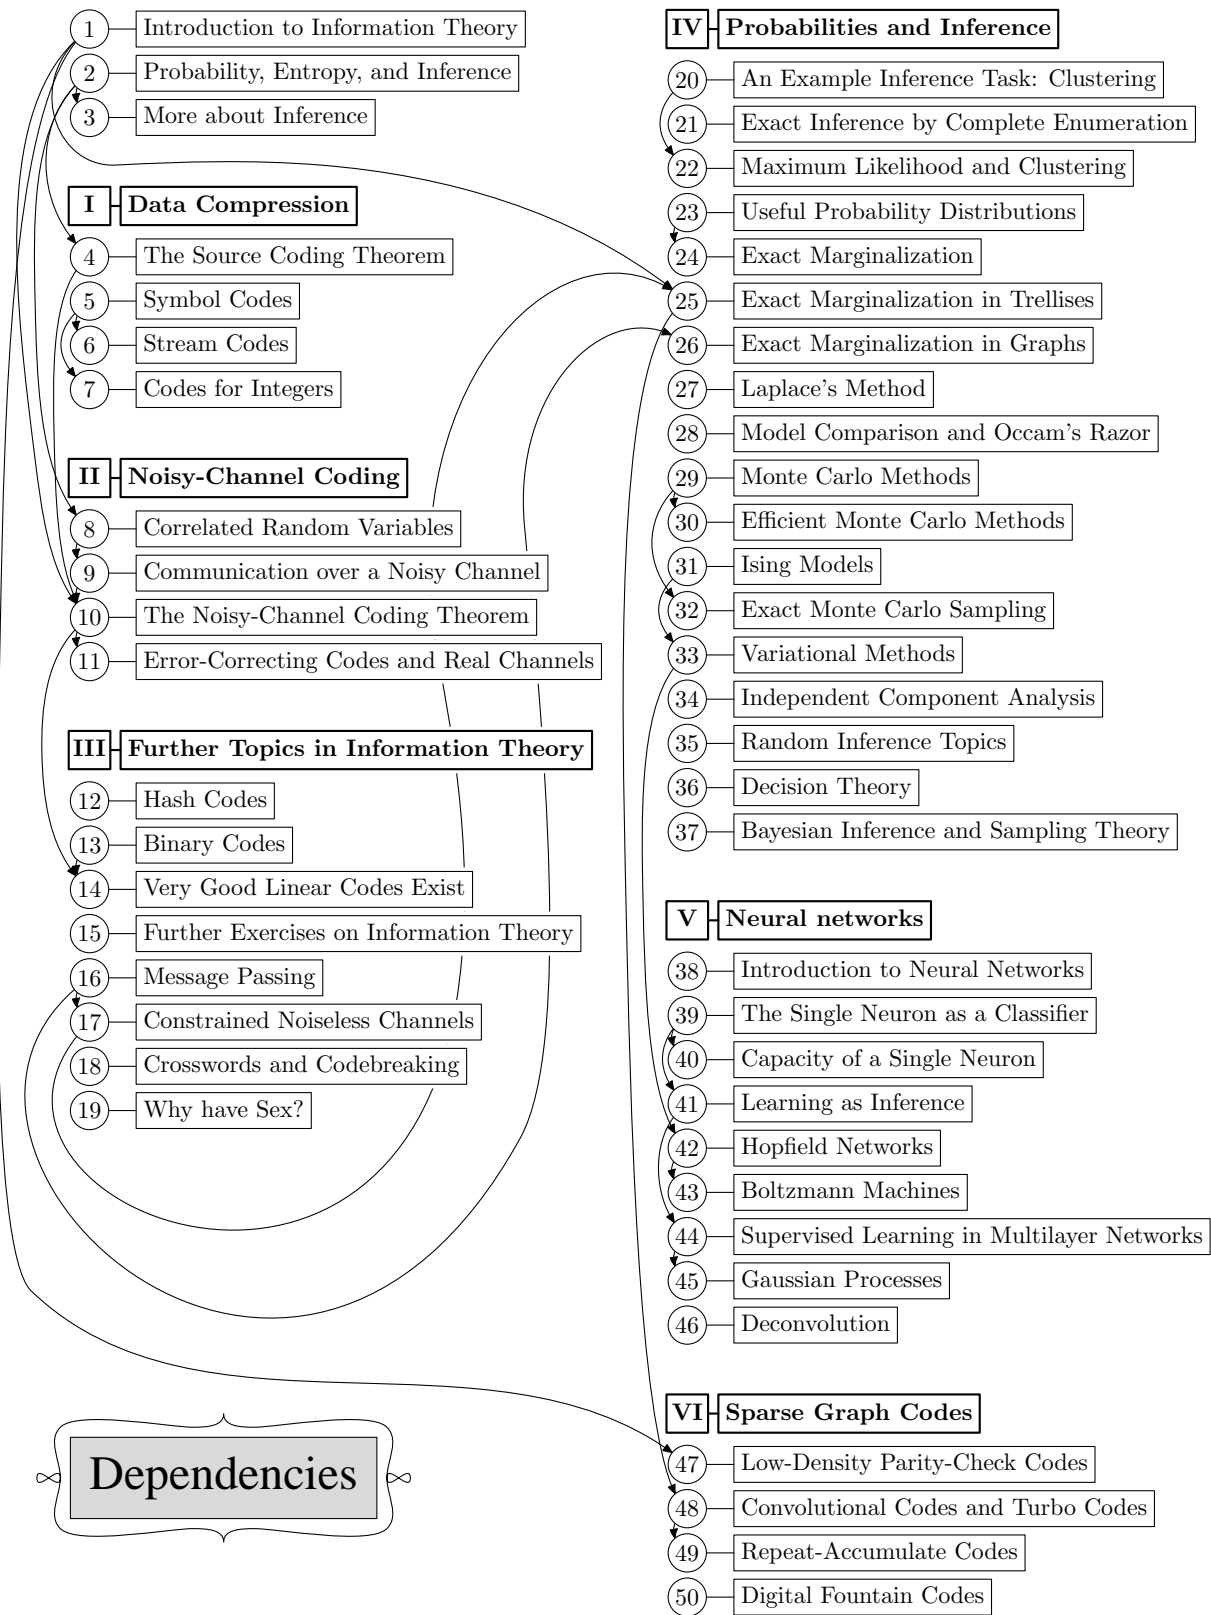 1 Introduction to Information Theory
2 Probability, Entropy, and Inference
3 More about Inference
I Data Compression
4 The Source Coding Theorem
5 Symbol Codes
6 Stream Codes
7 Codes for Integers
II Noisy-Channel Coding
8 Correlated Random Variables
9 Communication over a Noisy Channel
10 The Noisy-Channel Coding Theorem
11 Error-Correcting Codes and Real Channels
III Further Topics in Information Theory
12 Hash Codes
13 Binary Codes
14 Very Good Linear Codes Exist
15 Further Exercises on Information Theory
16 Message Passing
17 Constrained Noiseless Channels
18 Crosswords and Codebreaking
19 Why have Sex?
Dependencies
IV Probabilities and Inference
20 An Example Inference Task: Clustering
21 Exact Inference by Complete Enumeration
22 Maximum Likelihood and Clustering
23 Useful Probability Distributions
24 Exact Marginalization
25 Exact Marginalization in Trellises
26 Exact Marginalization in Graphs
27 Laplace's Method
28 Model Comparison and Occam's Razor
29 Monte Carlo Methods
30 Efficient Monte Carlo Methods
31 Ising Models
32 Exact Monte Carlo Sampling
33 Variational Methods
34 Independent Component Analysis
35 Random Inference Topics
36 Decision Theory
37 Bayesian Inference and Sampling Theory
V Neural networks
38 Introduction to Neural Networks
39 The Single Neuron as a Classifier
40 Capacity of a Single Neuron
41 Learning as Inference
42 Hopfield Networks
43 Boltzmann Machines
44 Supervised Learning in Multilayer Networks
45 Gaussian Processes
46 Deconvolution
VI Sparse Graph Codes
47 Low-Density Parity-Check Codes
48 Convolutional Codes and Turbo Codes
49 Repeat-Accumulate Codes
50 Digital Fountain Codes